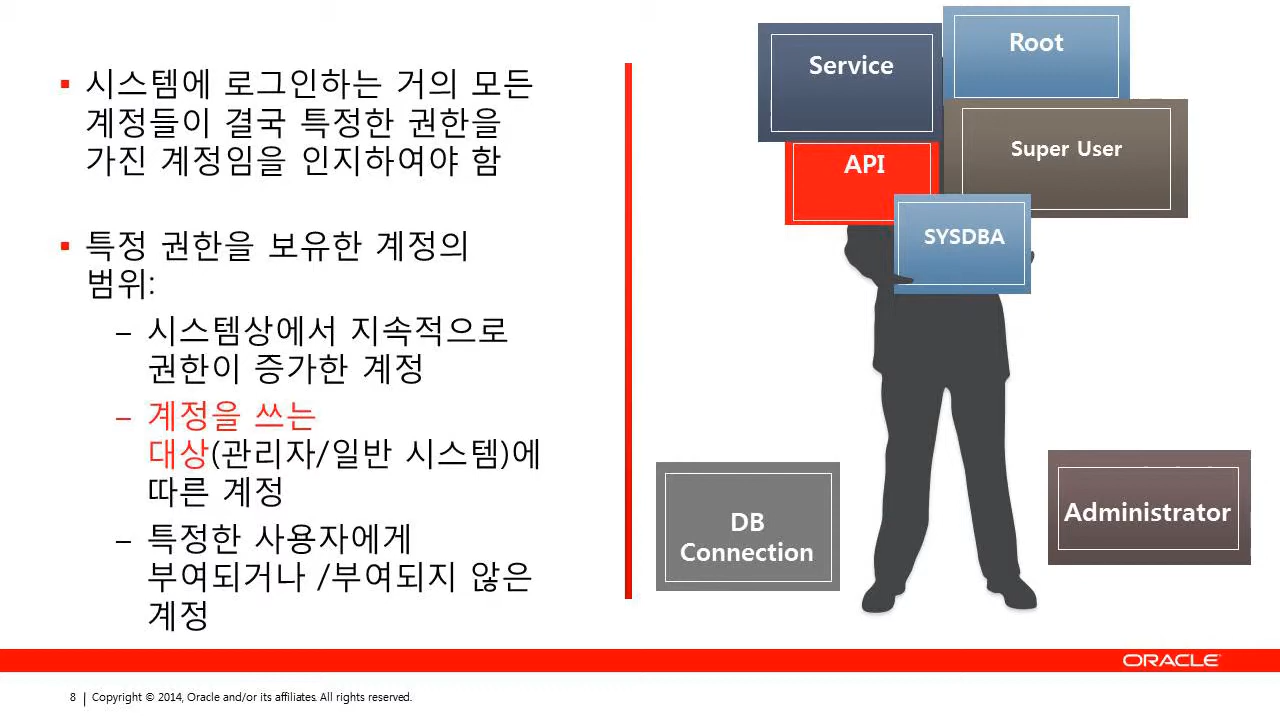 시스템에 로그인하는 거의 모든
계정들이 결국 특정한 권한을
가진 계정임을 인지하여야 함
특정 권한을 보유한 계정의
범위:
– 시스템상에서 지속적으로
권한이 증가한 계정
– 계정을 쓰는
대상(관리자/일반 시스템)에
따른 계정
– 특정한 사용자에게
부여되거나 /부여되지 않은
계정
Service
Root
API
Super User
SYSDBA
DB
Connection
Administrator
ORACLE
8 | Copyright © 2014, Oracle and/or its affiliates. All rights reserved.